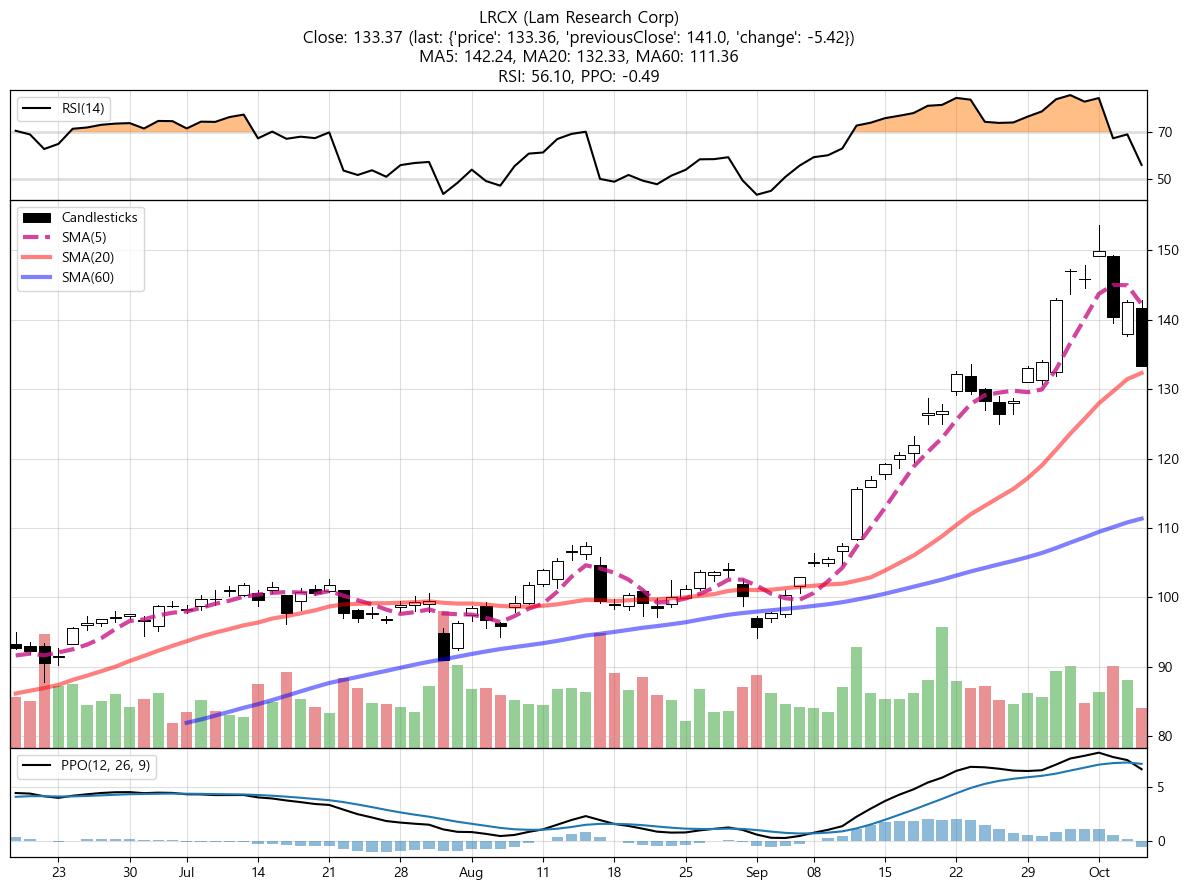 LRCX (Lam Research Corp)
Close: 133.37 (last: {'price': 133.36, 'previousClose': 141.0, 'change': -5.42})
MA5: 142.24, MA20: 132.33, MA60: 111.36
RSI: 56.10, PPO: -0.49
RSI(14)
70
50
Candlesticks
SMA(5)
SMA(20)
SMA(60)
150
140
130
120
110
100
90
80
PPO(12, 26, 9)
5
0
23 30 Jul 14 21 28 Aug 11 18 25 Sep 08 15 22 29 Oct